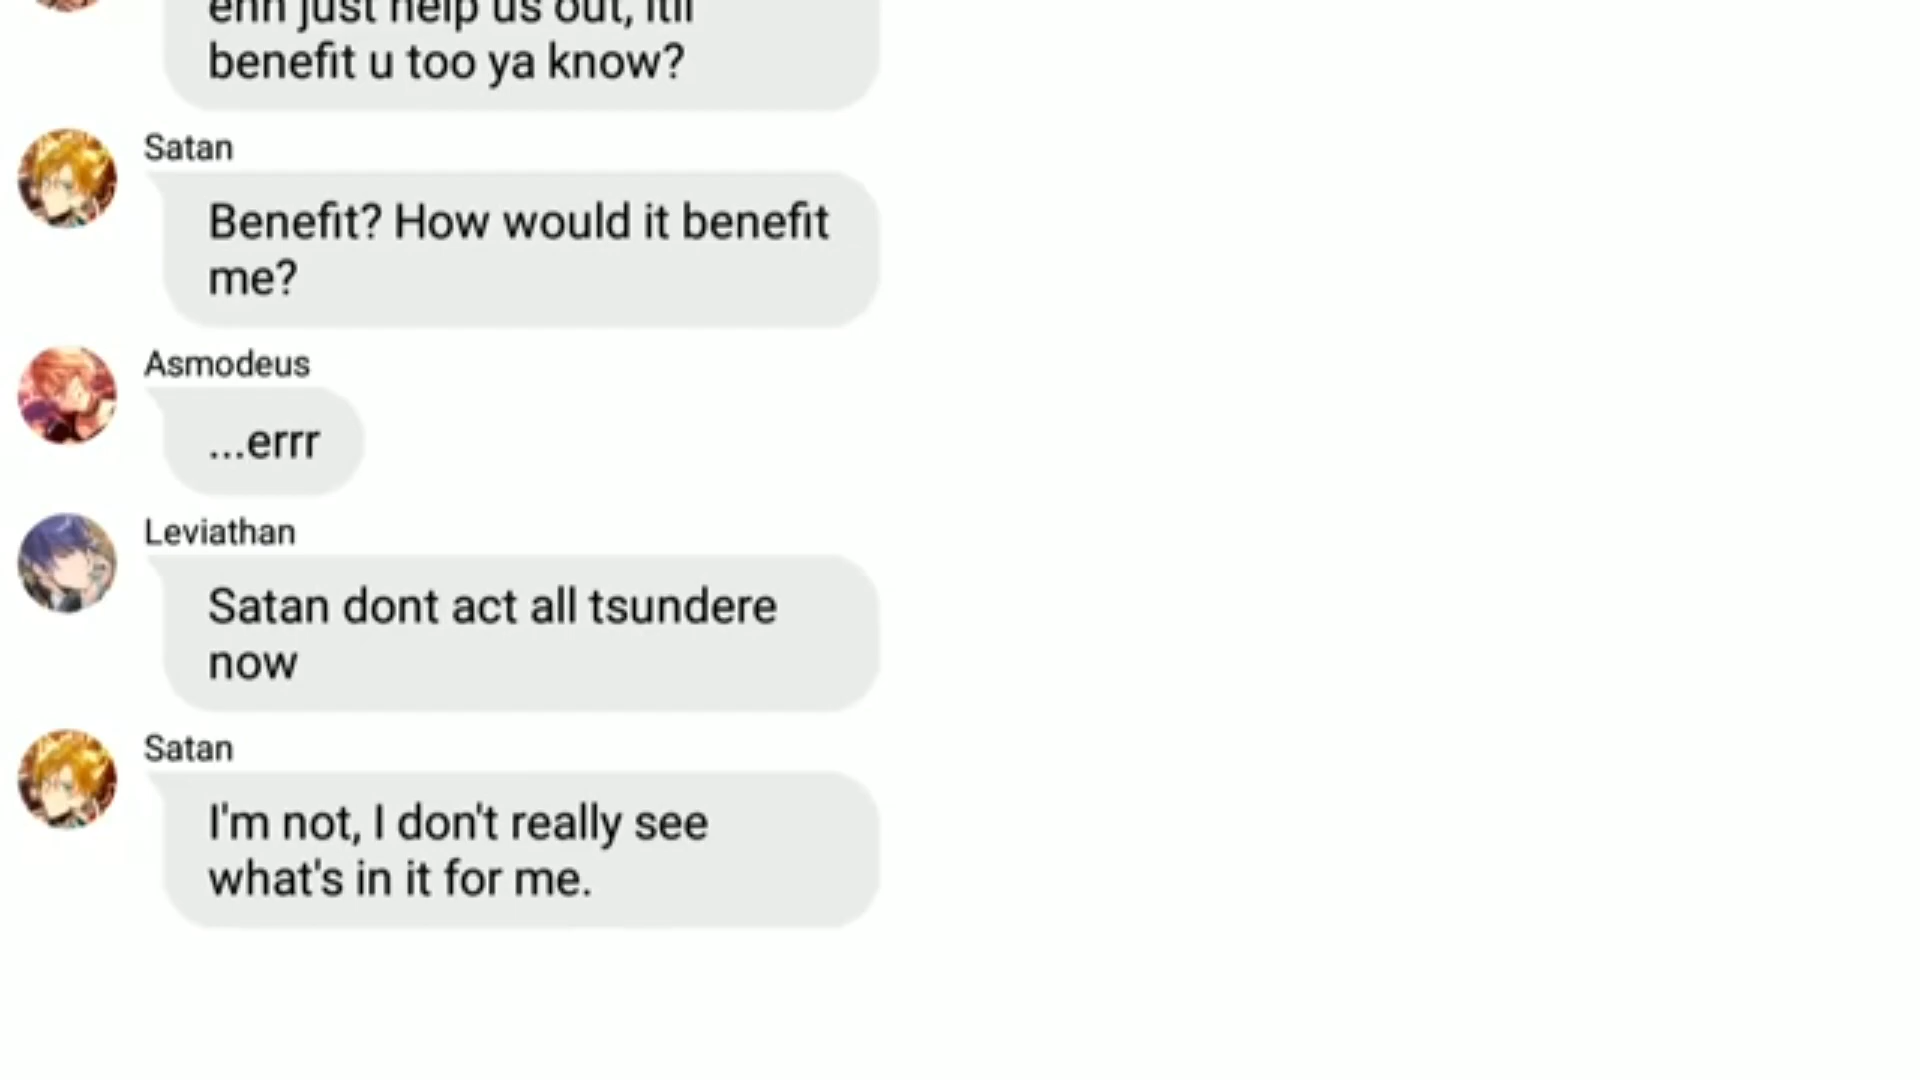 ehh just help us out, itll
benefit u too ya know?
Satan
Benefit? How would it benefit
me?
Asmodeus
...errr
Leviathan
Satan dont act all tsundere
now
Satan
I'm not, I don't really see
what's in it for me.